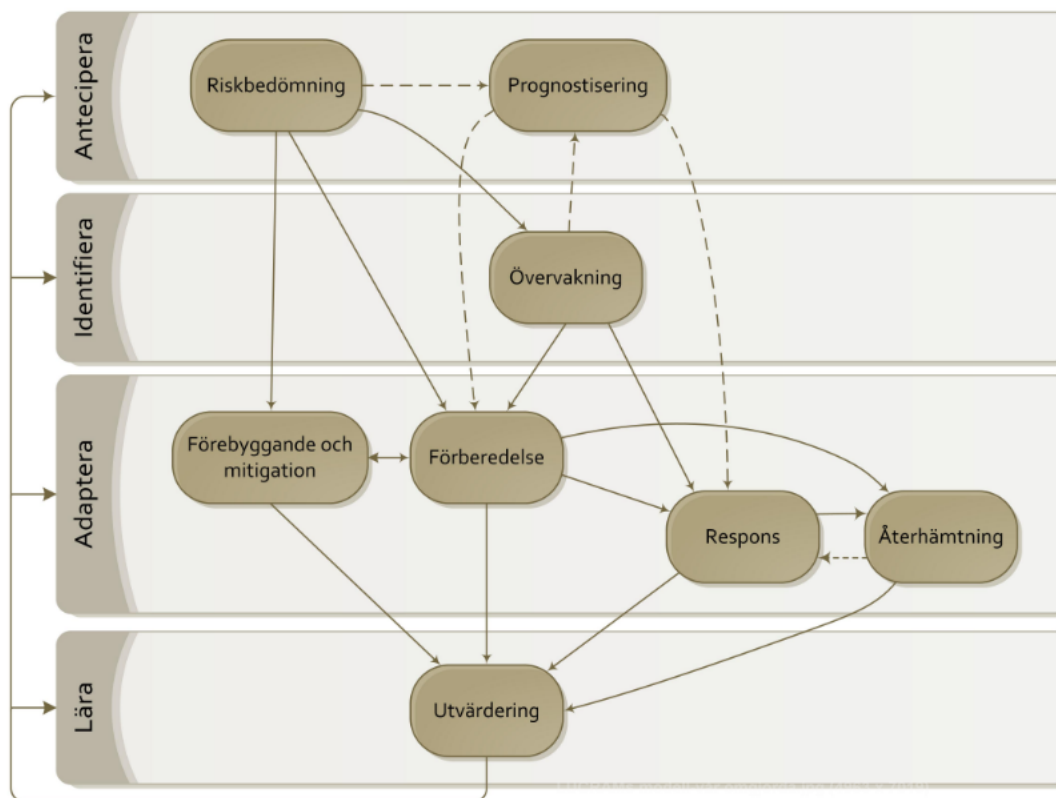 Antecipera
Riskbedömning
Prognostisering
Identifiera
Övervakning
Adaptera
Förebyggande och
mitigation
Förberedelse
Respons
Återhämtning
Lära
Utvärdering